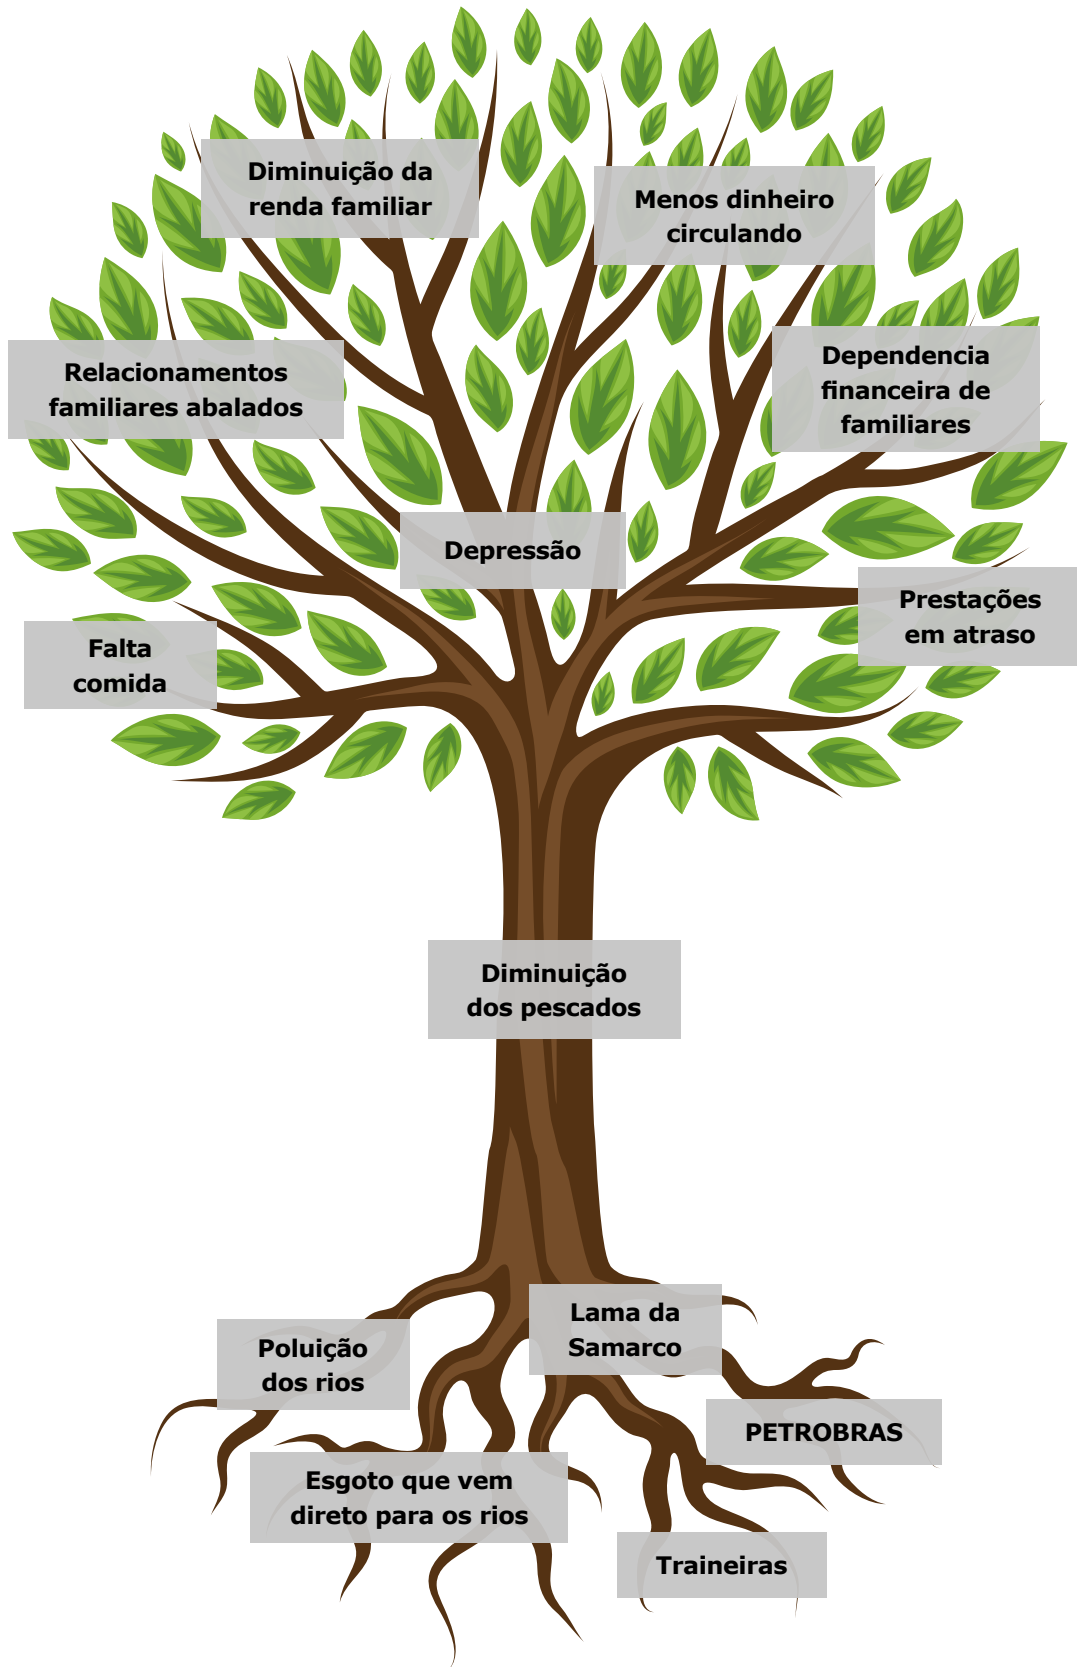 Diminuição da
renda familiar
Menos dinheiro
circulando
Relacionamentos
familiares abalados
Dependencia
financeira de
familiares
Depressão
Prestações
em atraso
Falta
comida
Diminuição
dos pescados
Lama da
Samarco
Poluição
dos rios
PETROBRAS
Esgoto que vem
direto para os rios
Traineiras